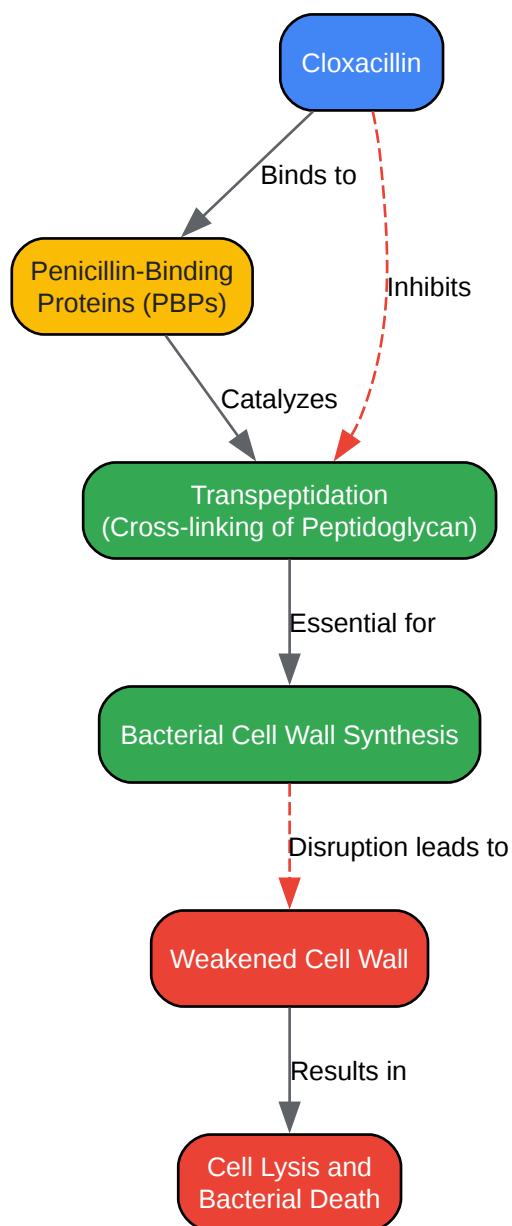 Cloxacillin
Binds to
Penicillin-Binding
Proteins (PBPs)
Inhibits
Catalyzes
Transpeptidation
(Cross-linking of Peptidoglycan)
Essential for
Bacterial Cell Wall Synthesis
Disruption leads to
Weakened Cell Wall
Results in
Cell Lysis and
Bacterial Death